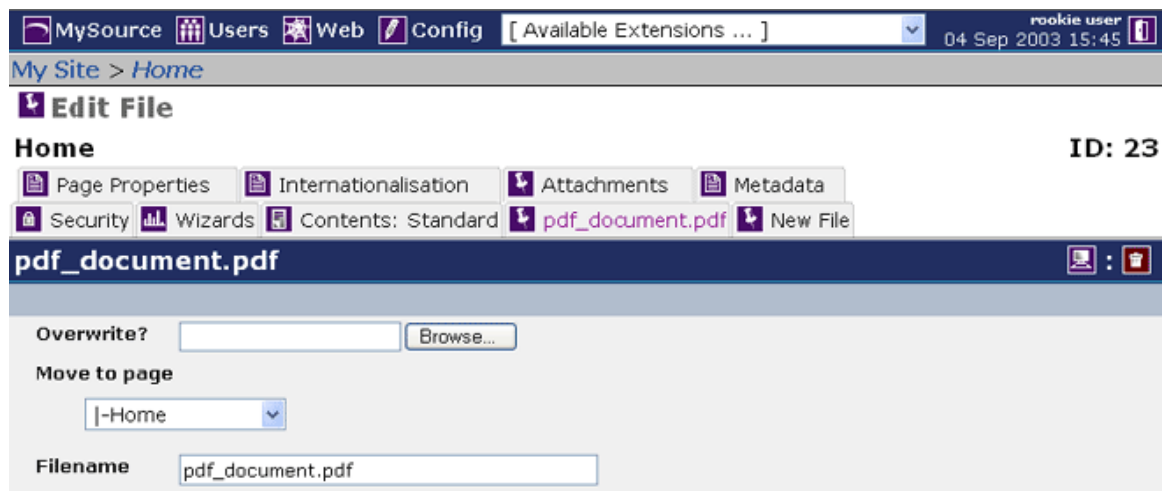 MySource Users Web Config [ Available Extensions ... ] rookie user
04 Sep 2003 15:45
My Site > Home
Edit File
Home ID: 23
Page Properties Internationalisation Attachments Metadata
Security Wizards Contents: Standard pdf_document.pdf New File
pdf_document.pdf :
Overwrite? Browse...
Move to page
|-Home
Filename pdf_document.pdf